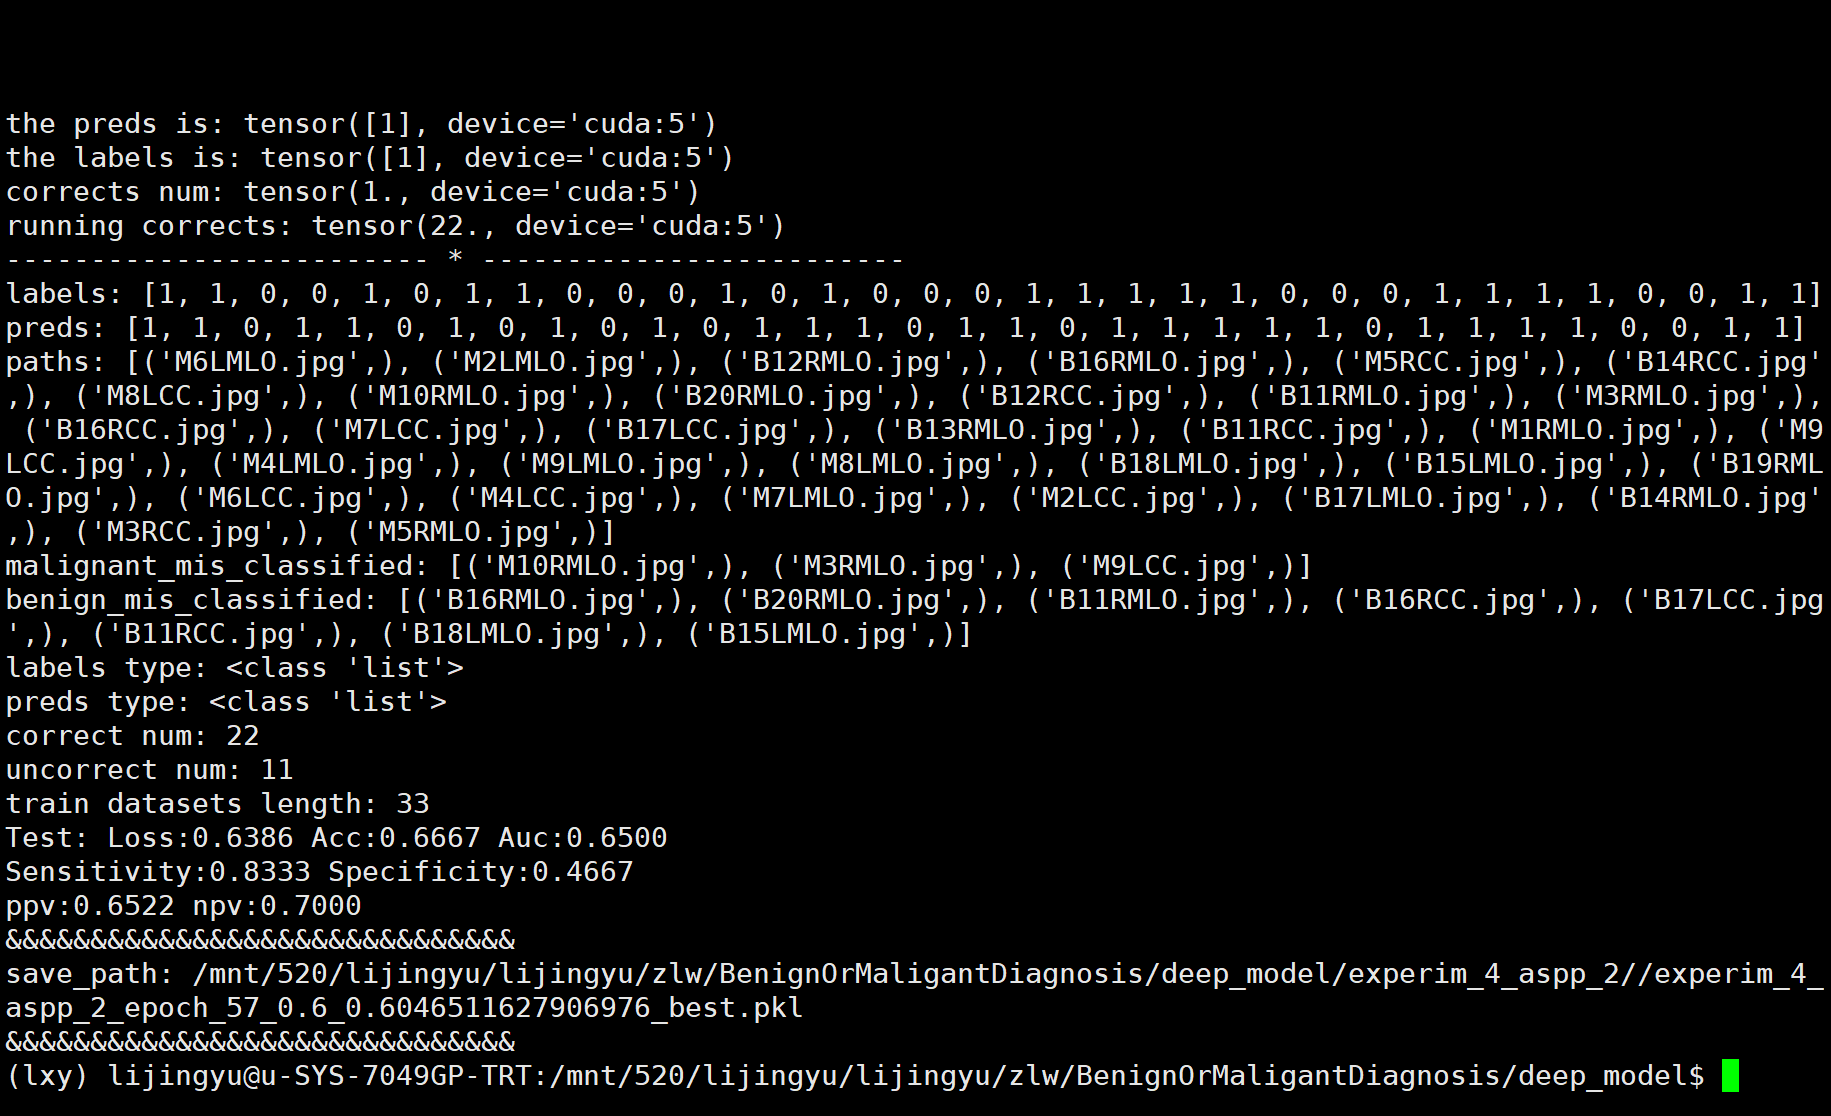 the preds is: tensor([1], device='cuda:5')
the labels is: tensor([1], device='cuda:5')
corrects num: tensor(1., device='cuda:5')
running corrects: tensor(22., device='cuda:5')
------------------------- * -------------------------
labels: [1, 1, 0, 0, 1, 0, 1, 1, 0, 0, 0, 1, 0, 1, 0, 0, 0, 1, 1, 1, 1, 1, 0, 0, 0, 1, 1, 1, 1, 0, 0, 1, 1]
preds: [1, 1, 0, 1, 1, 0, 1, 0, 1, 0, 1, 0, 1, 1, 1, 0, 1, 1, 0, 1, 1, 1, 1, 1, 0, 1, 1, 1, 1, 0, 0, 1, 1]
paths: [('M6LMLO.jpg',), ('M2LMLO.jpg',), ('B12RMLO.jpg',), ('B16RMLO.jpg',), ('M5RCC.jpg',), ('B14RCC.jpg'
,), ('M8LCC.jpg',), ('M10RMLO.jpg',), ('B20RMLO.jpg',), ('B12RCC.jpg',), ('B11RMLO.jpg',), ('M3RMLO.jpg',),
 ('B16RCC.jpg',), ('M7LCC.jpg',), ('B17LCC.jpg',), ('B13RMLO.jpg',), ('B11RCC.jpg',), ('M1RMLO.jpg',), ('M9
LCC.jpg',), ('M4LMLO.jpg',), ('M9LMLO.jpg',), ('M8LMLO.jpg',), ('B18LMLO.jpg',), ('B15LMLO.jpg',), ('B19RML
O.jpg',), ('M6LCC.jpg',), ('M4LCC.jpg',), ('M7LMLO.jpg',), ('M2LCC.jpg',), ('B17LMLO.jpg',), ('B14RMLO.jpg'
,), ('M3RCC.jpg',), ('M5RMLO.jpg',)]
malignant_mis_classified: [('M10RMLO.jpg',), ('M3RMLO.jpg',), ('M9LCC.jpg',)]
benign_mis_classified: [('B16RMLO.jpg',), ('B20RMLO.jpg',), ('B11RMLO.jpg',), ('B16RCC.jpg',), ('B17LCC.jpg
',), ('B11RCC.jpg',), ('B18LMLO.jpg',), ('B15LMLO.jpg',)]
labels type: <class 'list'>
preds type: <class 'list'>
correct num: 22
uncorrect num: 11
train datasets length: 33
Test: Loss:0.6386 Acc:0.6667 Auc:0.6500
Sensitivity:0.8333 Specificity:0.4667
ppv:0.6522 npv:0.7000
&&&&&&&&&&&&&&&&&&&&&&&&&&&&&&
save_path: /mnt/520/lijingyu/lijingyu/zlw/BenignOrMaligantDiagnosis/deep_model/experim_4_aspp_2//experim_4_
aspp_2_epoch_57_0.6_0.6046511627906976_best.pkl
&&&&&&&&&&&&&&&&&&&&&&&&&&&&&&
(lxy) lijingyu@u-SYS-7049GP-TRT:/mnt/520/lijingyu/lijingyu/zlw/BenignOrMaligantDiagnosis/deep_model$